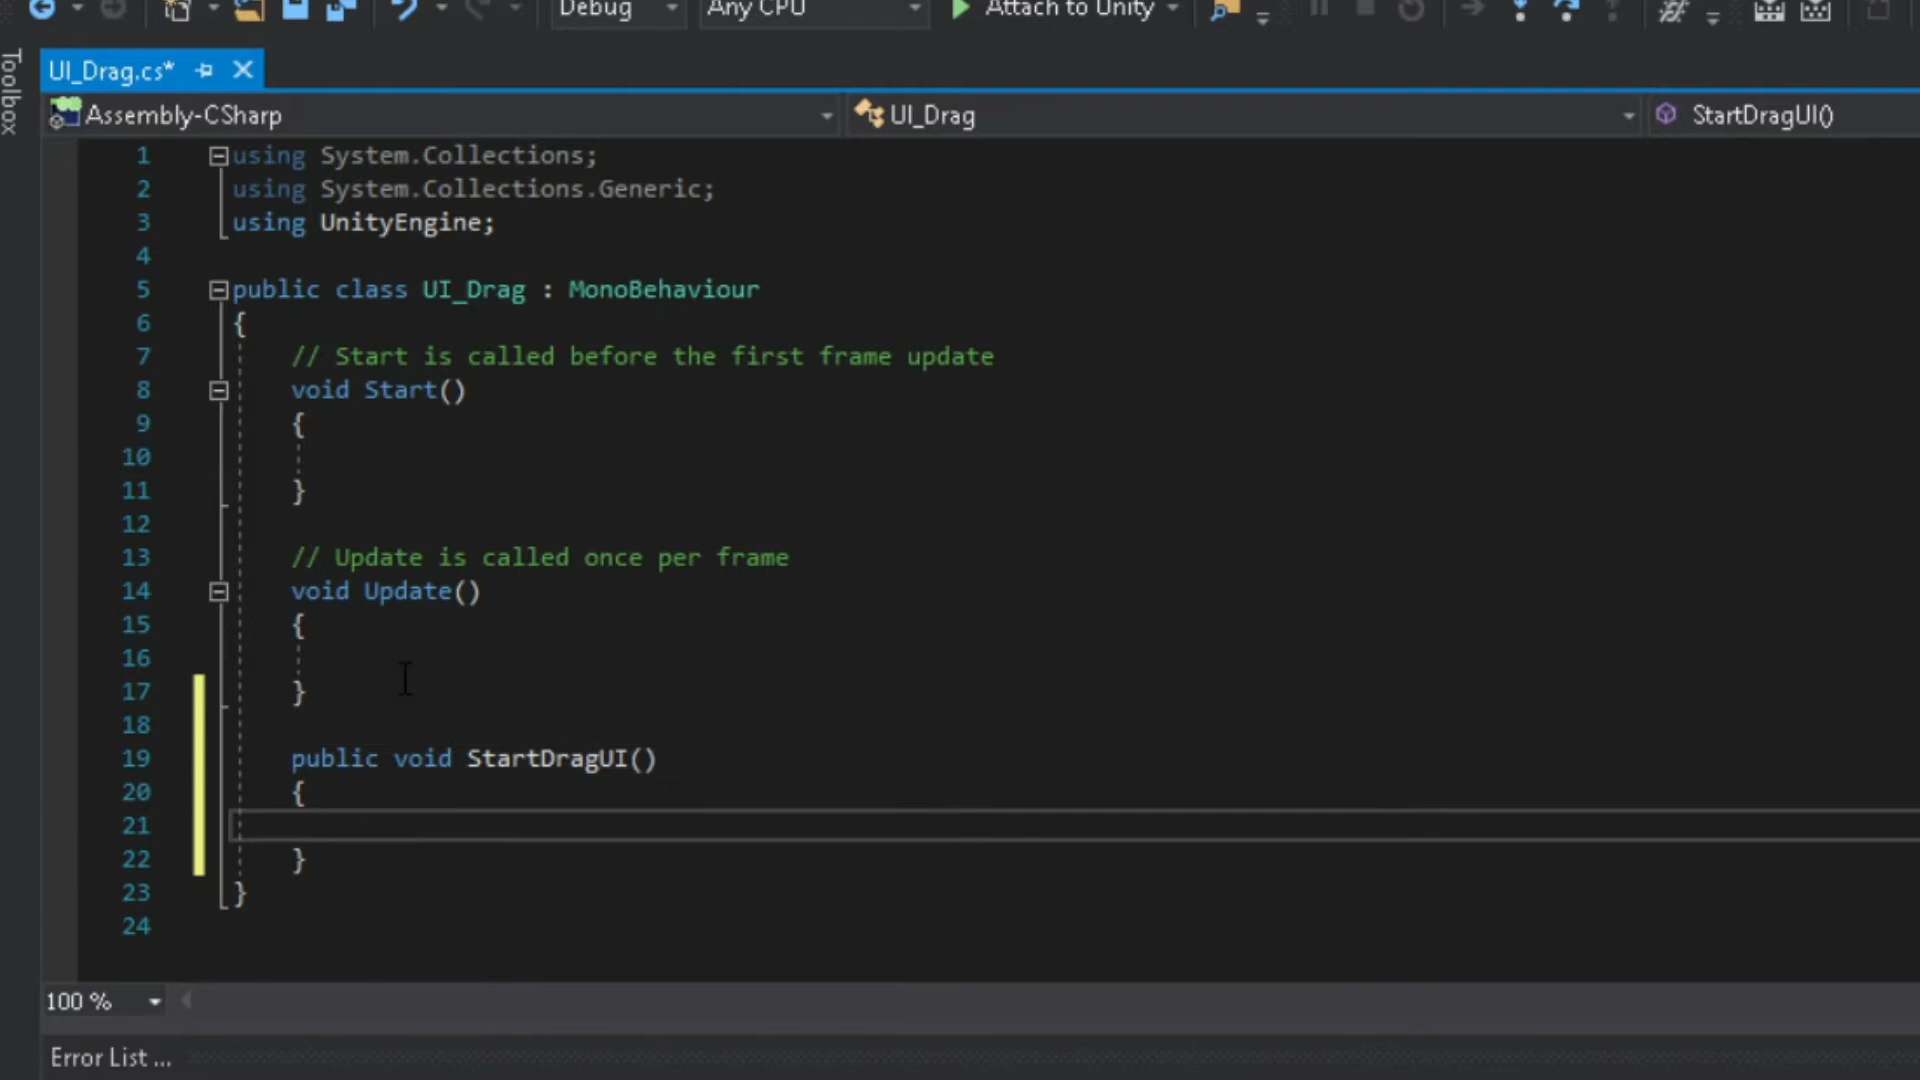 Debug Any CPU Attach to Unity
Toolbox
UI_Drag.cs*
Assembly-CSharp UI_Drag StartDragUI()
1 using System.Collections;
2 using System.Collections.Generic;
3 using UnityEngine;
4
5 public class UI_Drag : MonoBehaviour
6 {
7 // Start is called before the first frame update
8 void Start()
9 {
10
11 }
12
13 // Update is called once per frame
14 void Update()
15 {
16
17 }
18
19 public void StartDragUI()
20 {
21
22 }
23 }
24
100 %
Error List ...